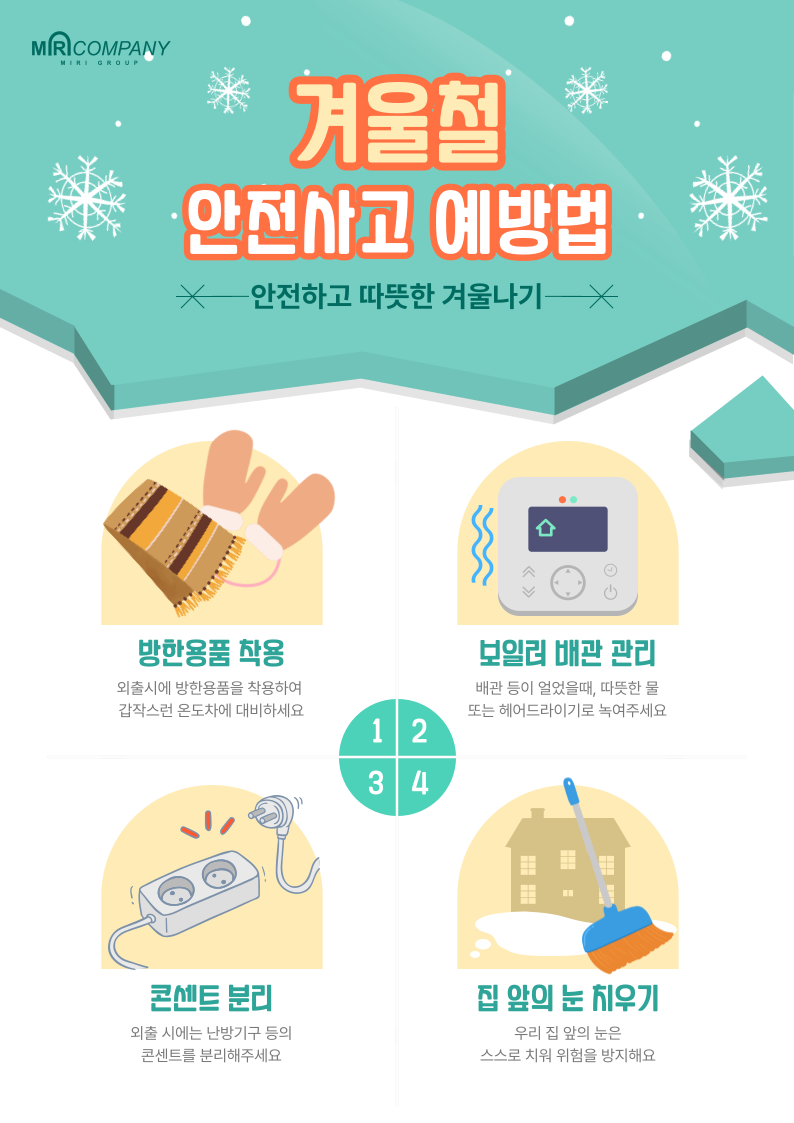 MIRICOMPANY
MIRI GROUP
겨울철
안전사고 예방법
안전하고 따뜻한 겨울나기
방한용품 착용
외출시에 방한용품을 착용하여
갑작스런 온도차에 대비하세요
보일러 배관 관리
배관 등이 얼었을때, 따뜻한 물
또는 헤어드라이기로 녹여주세요
1 2
3 4
콘센트 분리
외출 시에는 난방기구 등의
콘센트를 분리해주세요
집 앞의 눈 치우기
우리 집 앞의 눈은
스스로 치워 위험을 방지해요